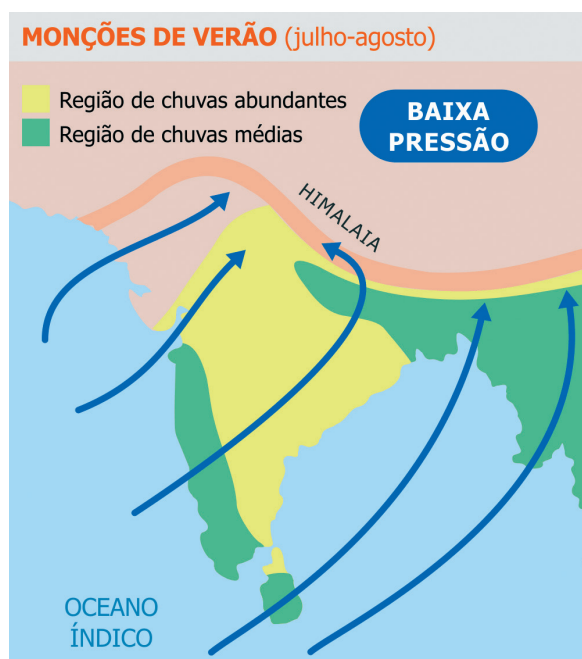 MONÇÕES DE VERÃO (julho-agosto)
Região de chuvas abundantes
Região de chuvas médias
BAIXA
PRESSÃO
HIMALAIA
OCEANO
ÍNDICO